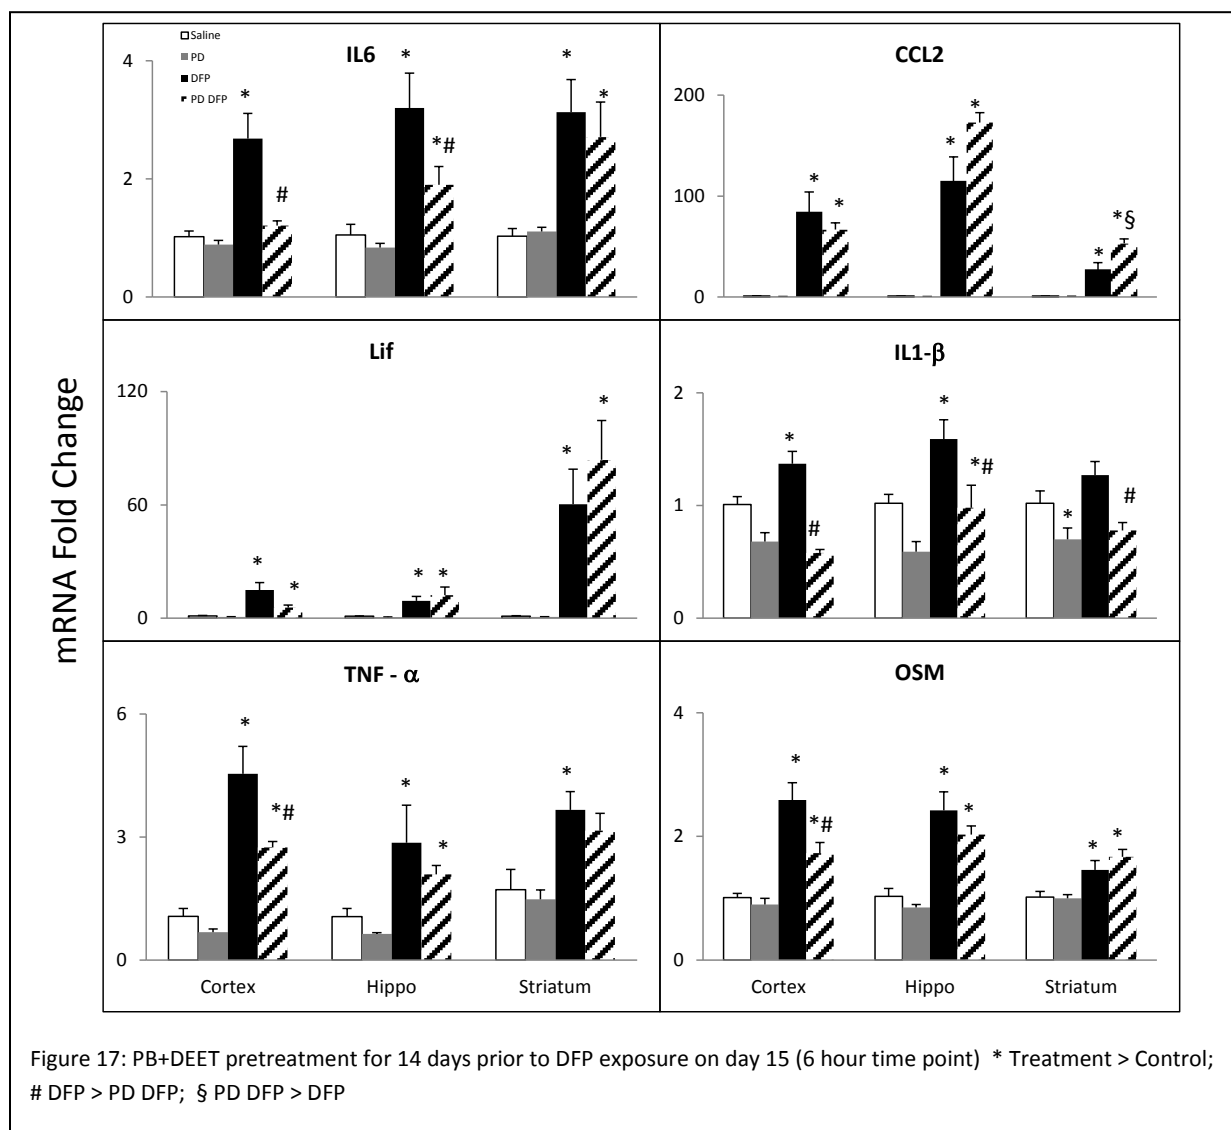 mRNA Fold Change
Saline
PD
DFP
PD DFP
IL6
4
2
0
*
#
*
*#
*
*
CCL2
200
100
0
*
*
*
*
*
*§
Lif
120
60
0
*
*
*
*
*
*
IL1-β
2
1
0
*
#
*
*#
*
#
TNF - α
6
3
0
*
*#
*
*
*
Cortex
Hippo
Striatum
OSM
4
2
0
*
*#
*
*
*
*
Cortex
Hippo
Striatum
Figure 17: PB+DEET pretreatment for 14 days prior to DFP exposure on day 15 (6 hour time point) * Treatment > Control;
# DFP > PD DFP; § PD DFP > DFP